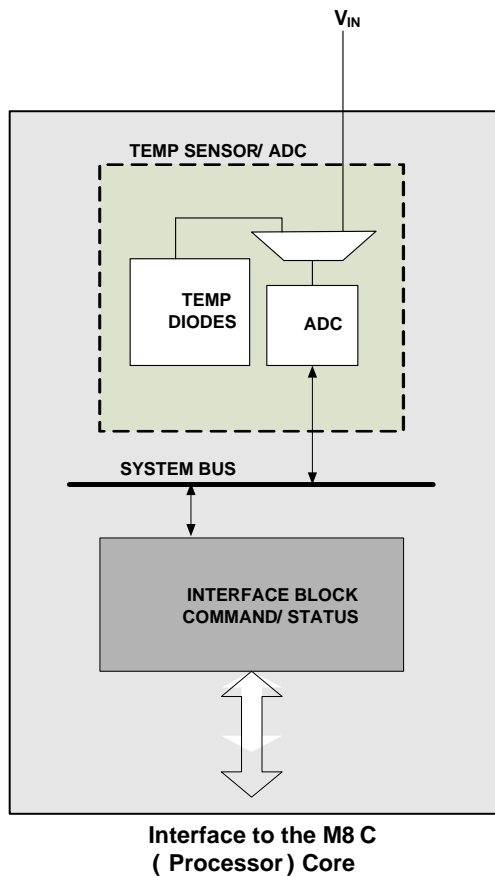 VIN
TEMP SENSOR/ ADC
TEMP
DIODES
ADC
SYSTEM BUS
INTERFACE BLOCK
COMMAND/ STATUS
Interface to the M8 C
( Processor ) Core